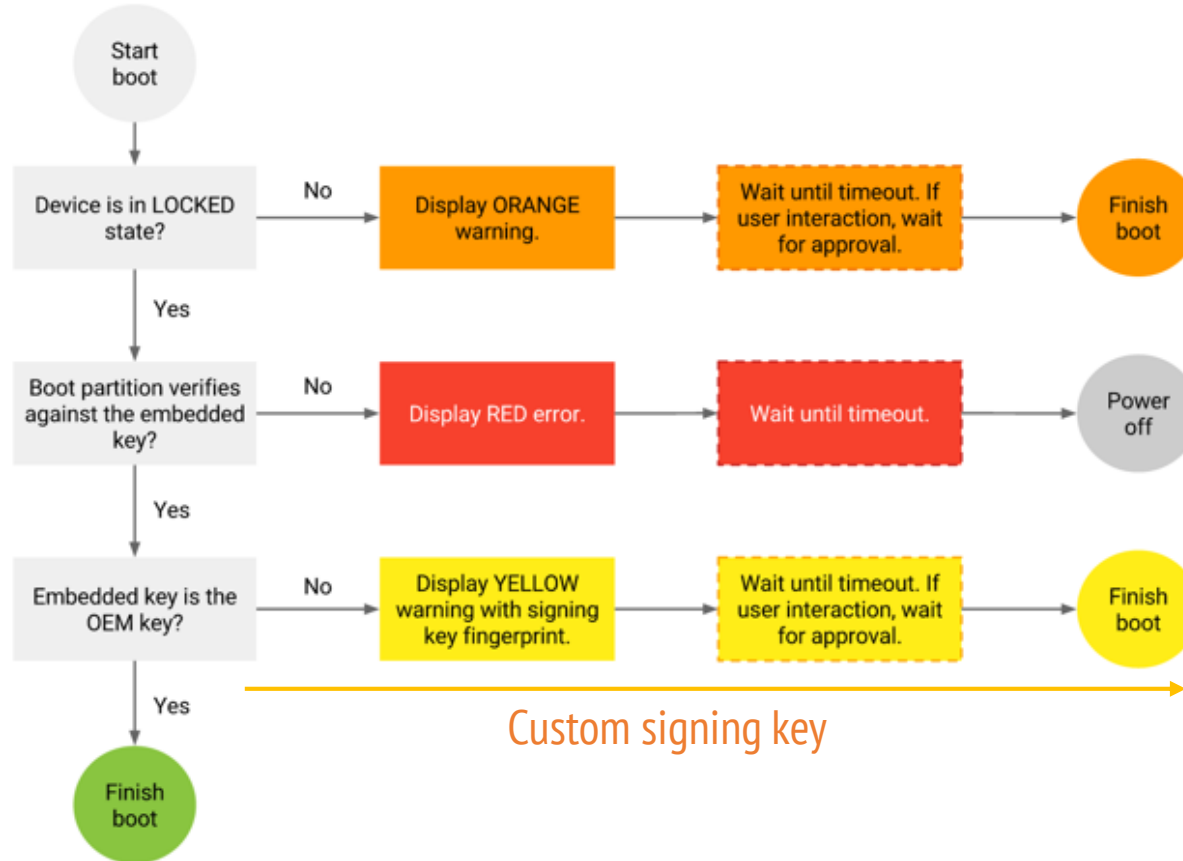 Start
boot
Device is in LOCKED
state?
No
Display ORANGE
warning.
Wait until timeout. If
user interaction, wait
for approval.
Finish
boot
Yes
Boot partition verifies
against the embedded
key?
No
Display RED error.
Wait until timeout.
Power
off
Yes
Embedded key is the
OEM key?
No
Display YELLOW
warning with signing
key fingerprint.
Wait until timeout. If
user interaction, wait
for approval.
Finish
boot
Yes
Custom signing key
Finish
boot